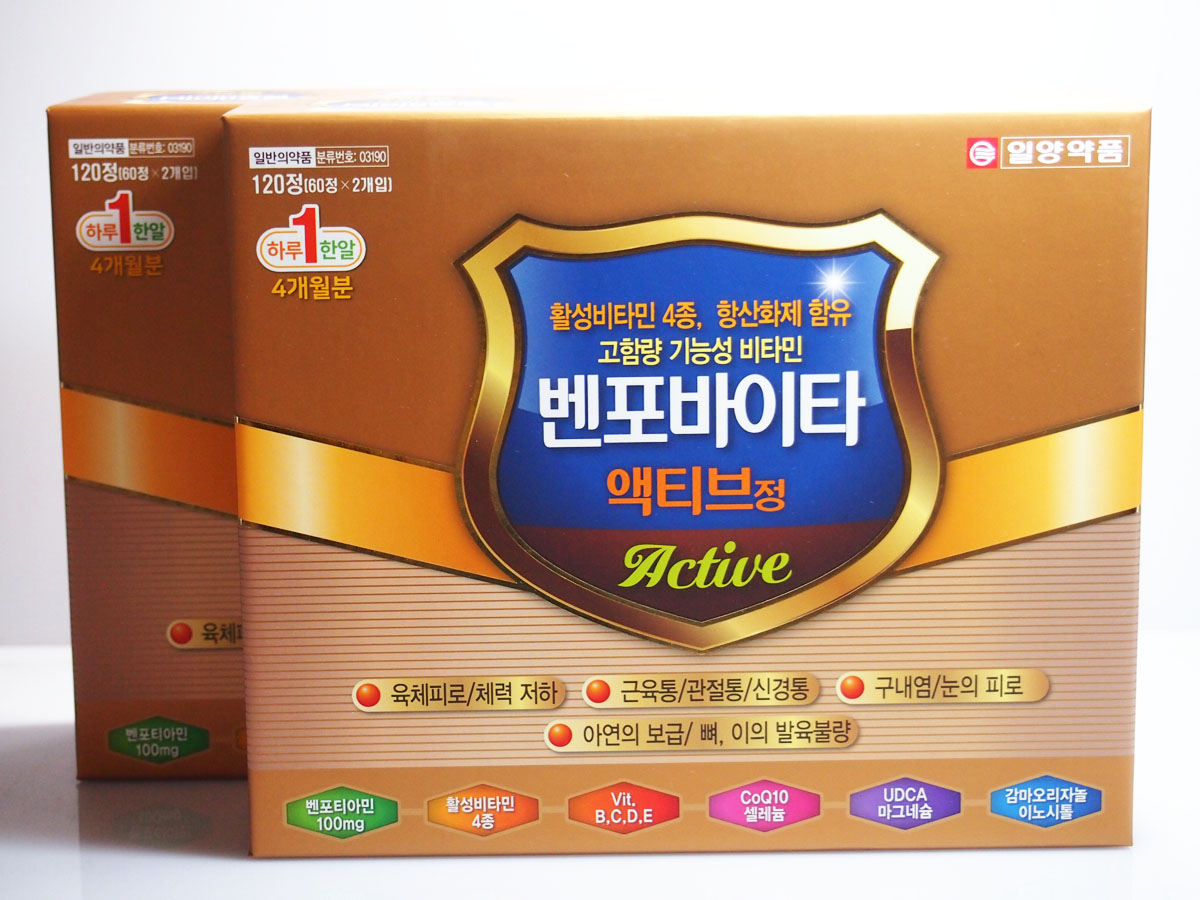 일반의약품 분류번호: 03190
120정(60정×2개입)
하루 1 한알
4개월분
육체피
벤포티아민
100mg
일반의약품 분류번호: 03190
120정(60정×2개입)
하루 1 한알
4개월분
일양약품
활성비타민 4종, 항산화제 함유
고함량 기능성 비타민
벤포바이타
액티브정
Active
육체피로/체력 저하
근육통/관절통/신경통
구내염/눈의 피로
아연의 보급/ 뼈, 이의 발육불량
벤포티아민
100mg
활성비타민
4종
Vit.
B,C,D,E
CoQ10
셀레늄
UDCA
마그네슘
감마오리자놀
이노시톨